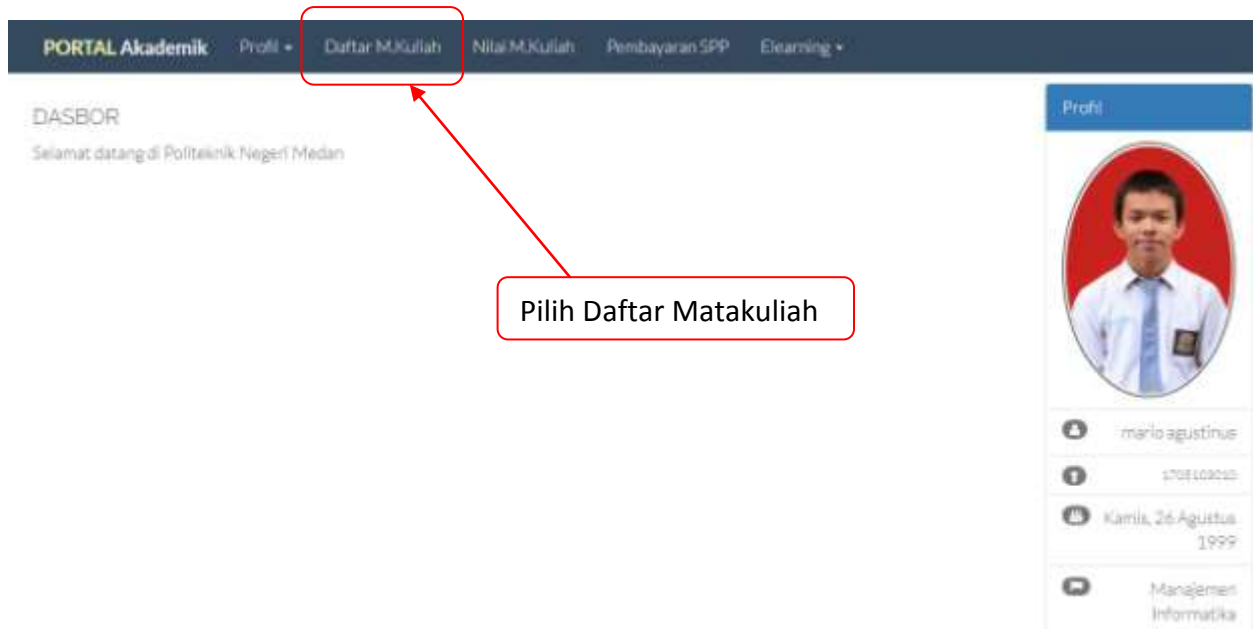 PORTAL Akademik Profil Daftar M.Kuliah Nilai M.Kuliah Pembayaran SPP Elearning
DASBOR
Selamat datang di Politeknik Negeri Medan
Pilih Daftar Matakuliah
Profil
mario agustinus
Kamis, 26 Agustus
1999
Manajemen
Informatika